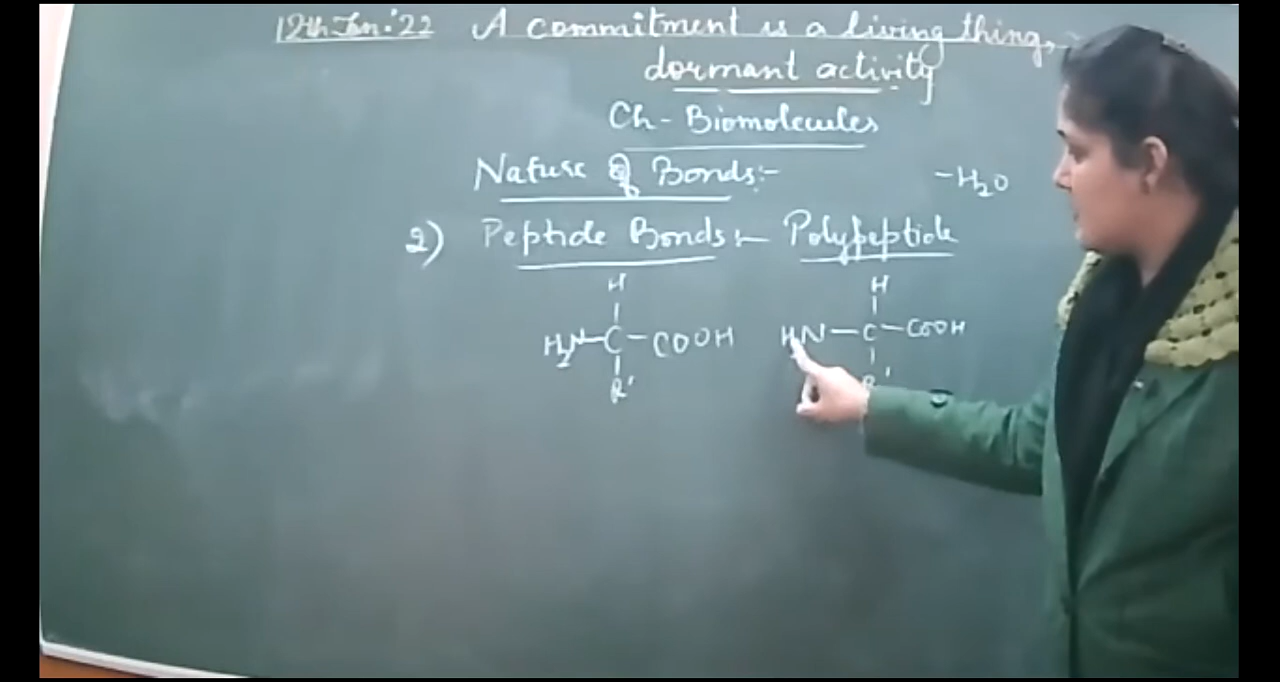 12th Jan.'22 A commitment is a living thing,
dormant activity
Ch- Biomolecules
Nature of Bonds:-
-H2O
2) Peptide Bonds:- Polypeptide
H H
H2N-C-COOH HN-C-COOH
R' R'